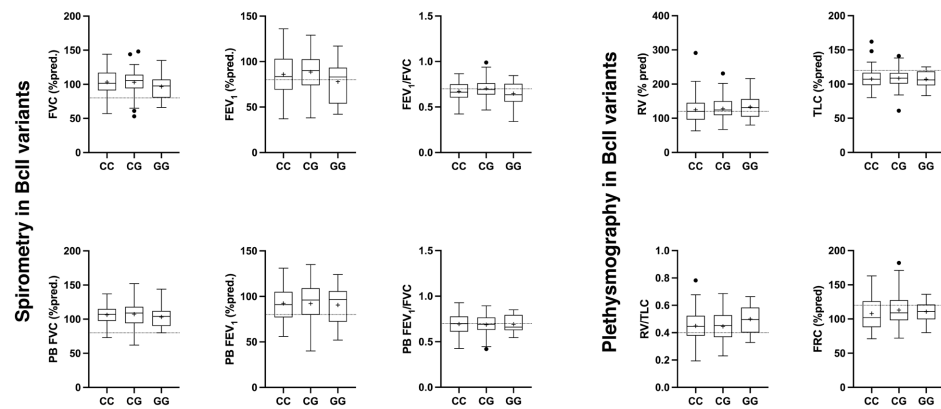 Spirometry in BclI variants
FVC (%pred.)
200
150
100
50
0
CC CG GG
FEV1 (%pred.)
150
100
50
0
CC CG GG
FEV1/FVC
1.5
1.0
0.5
0.0
CC CG GG
PB FVC (%pred.)
200
150
100
50
0
CC CG GG
PB FEV1 (%pred.)
150
100
50
0
CC CG GG
PB FEV1/FVC
1.5
1.0
0.5
0.0
CC CG GG
Plethysmography in BclI variants
RV (% pred)
400
300
200
100
0
CC CG GG
TLC (%pred)
200
150
100
50
0
CC CG GG
RV/TLC
1.0
0.8
0.6
0.4
0.2
0.0
CC CG GG
FRC (%pred)
200
150
100
50
0
CC CG GG